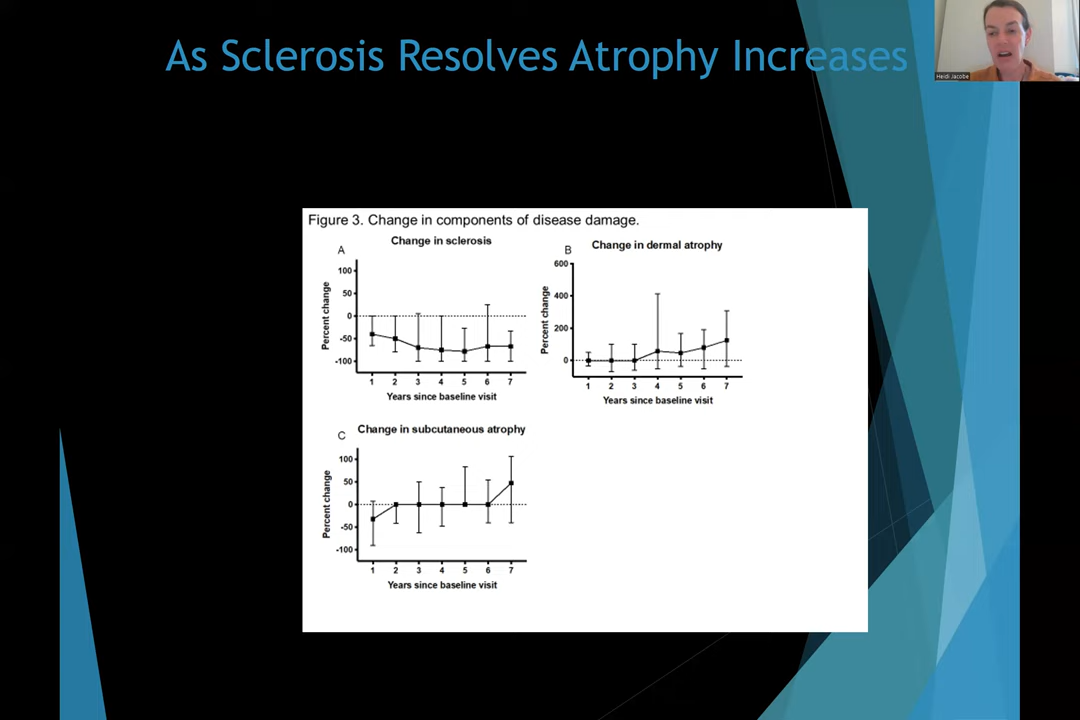 As Sclerosis Resolves Atrophy Increases
Heidi Jacobe
Figure 3. Change in components of disease damage.
A
Change in sclerosis
100
50
0
-50
-100
Percent change
1 2 3 4 5 6 7
Years since baseline visit
B
Change in dermal atrophy
600
400
200
0
Percent change
1 2 3 4 5 6 7
Years since baseline visit
C
Change in subcutaneous atrophy
100
50
0
-50
-100
Percent change
1 2 3 4 5 6 7
Years since baseline visit